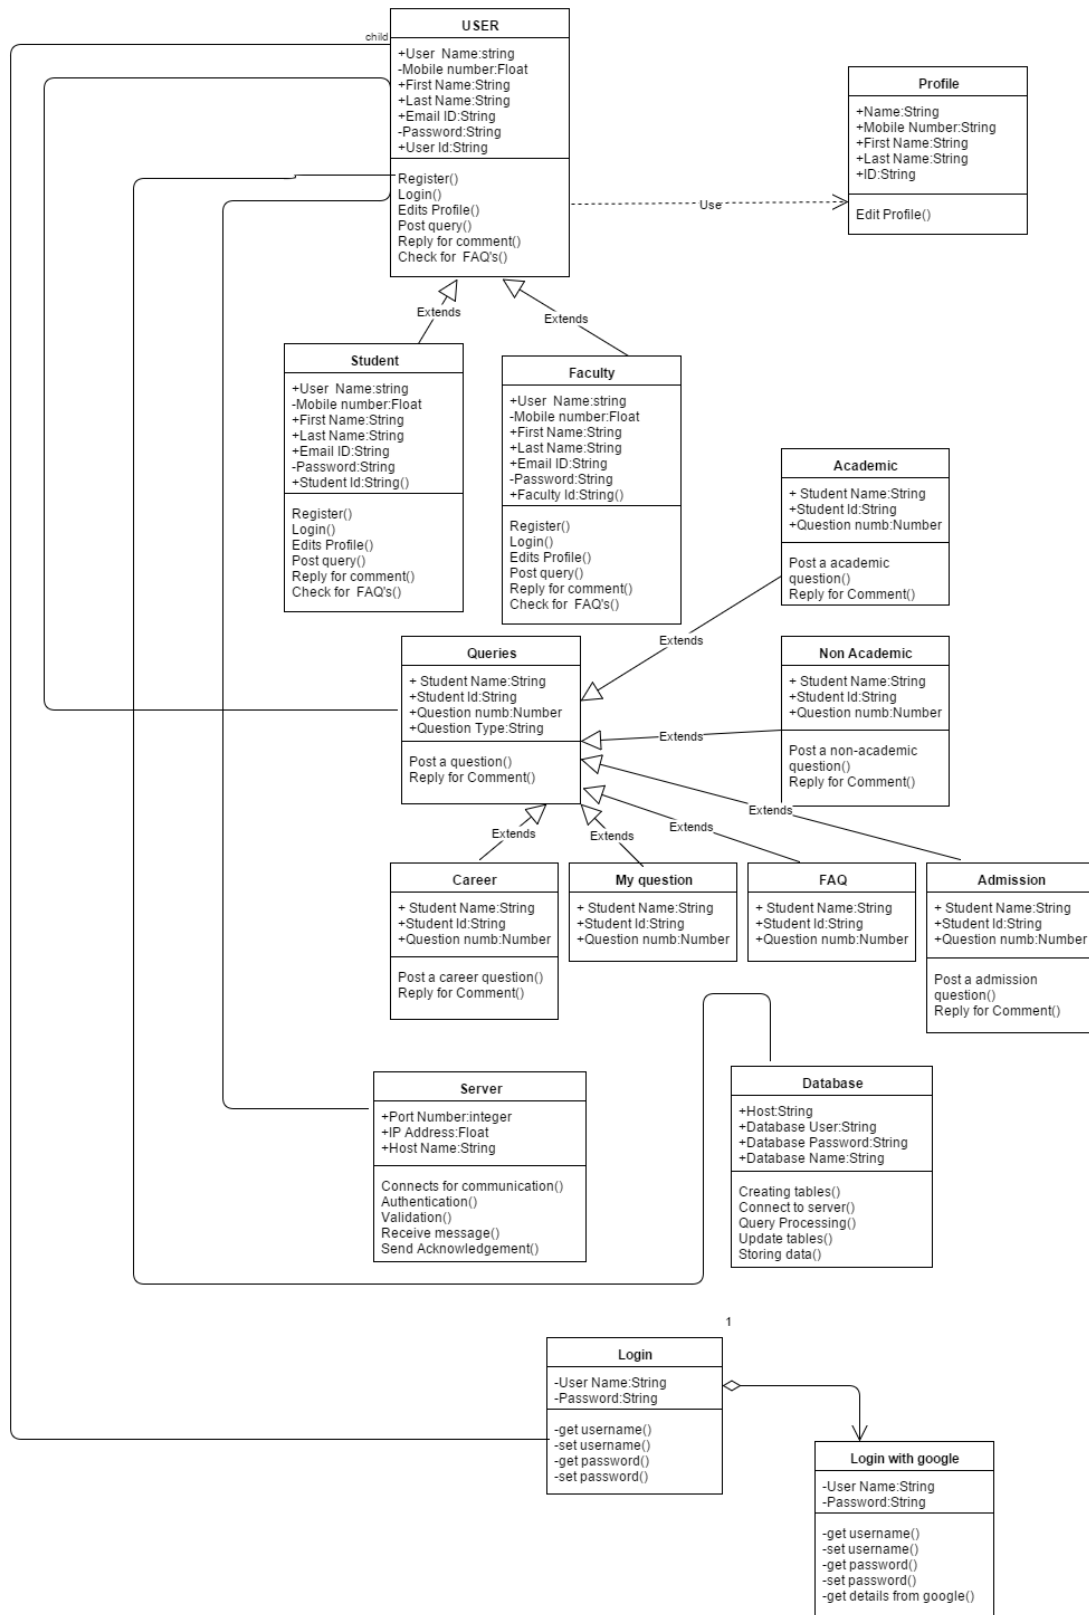 USER
child
+User  Name:string
-Mobile number:Float
+First Name:String
+Last Name:String
+Email ID:String
-Password:String
+User Id:String
Register()
Login()
Edits Profile()
Post query()
Reply for comment()
Check for  FAQ's()
Profile
+Name:String
+Mobile Number:String
+First Name:String
+Last Name:String
+ID:String
Edit Profile()
Use
Extends
Extends
Student
+User  Name:string
-Mobile number:Float
+First Name:String
+Last Name:String
+Email ID:String
-Password:String
+Student Id:String()
Register()
Login()
Edits Profile()
Post query()
Reply for comment()
Check for  FAQ's()
Faculty
+User  Name:string
-Mobile number:Float
+First Name:String
+Last Name:String
+Email ID:String
-Password:String
+Faculty Id:String()
Register()
Login()
Edits Profile()
Post query()
Reply for comment()
Check for  FAQ's()
Academic
+ Student Name:String
+Student Id:String
+Question numb:Number
Post a academic
question()
Reply for Comment()
Extends
Queries
+ Student Name:String
+Student Id:String
+Question numb:Number
+Question Type:String
Post a question()
Reply for Comment()
Non Academic
+ Student Name:String
+Student Id:String
+Question numb:Number
Post a non-academic
question()
Reply for Comment()
Extends
Extends
Extends
Extends
Extends
Career
+ Student Name:String
+Student Id:String
+Question numb:Number
Post a career question()
Reply for Comment()
My question
+ Student Name:String
+Student Id:String
+Question numb:Number
FAQ
+ Student Name:String
+Student Id:String
+Question numb:Number
Admission
+ Student Name:String
+Student Id:String
+Question numb:Number
Post a admission
question()
Reply for Comment()
Server
+Port Number:integer
+IP Address:Float
+Host Name:String
Connects for communication()
Authentication()
Validation()
Receive message()
Send Acknowledgement()
Database
+Host:String
+Database User:String
+Database Password:String
+Database Name:String
Creating tables()
Connect to server()
Query Processing()
Update tables()
Storing data()
1
Login
-User Name:String
-Password:String
-get username()
-set username()
-get password()
-set password()
Login with google
-User Name:String
-Password:String
-get username()
-set username()
-get password()
-set password()
-get details from google()